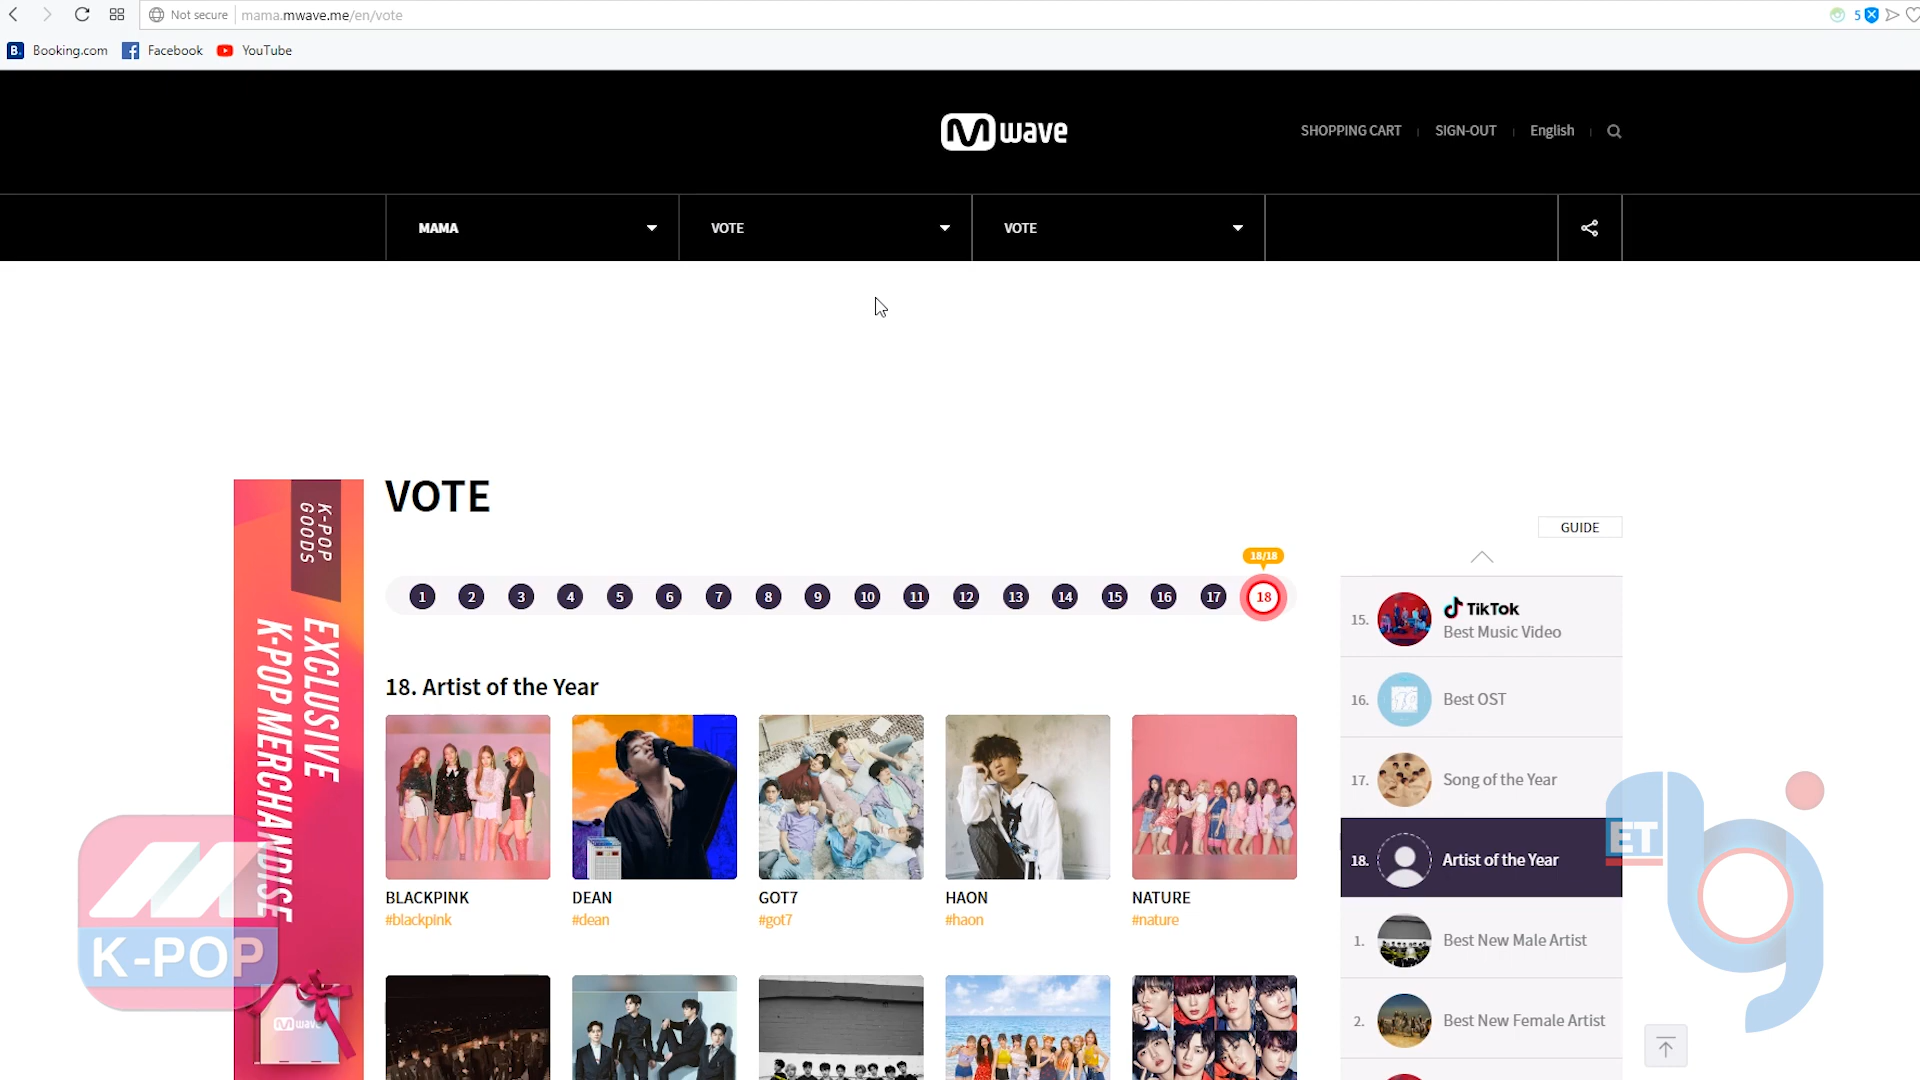 Not secure
mama.mwave.me/en/vote
5
B.
Booking.com
Facebook
YouTube
M wave
SHOPPING CART
SIGN-OUT
English
MAMA
VOTE
VOTE
K-POP
GOODS
EXCLUSIVE
K-POP MERCHANDISE
M wave
VOTE
GUIDE
18/18
1 2 3 4 5 6 7 8 9 10 11 12 13 14 15 16 17 18
18. Artist of the Year
BLACKPINK
#blackpink
DEAN
#dean
GOT7
#got7
HAON
#haon
NATURE
#nature
15.
TikTok
Best Music Video
16.
Best OST
17.
Song of the Year
18.
Artist of the Year
1.
Best New Male Artist
2.
Best New Female Artist
K-POP
ET